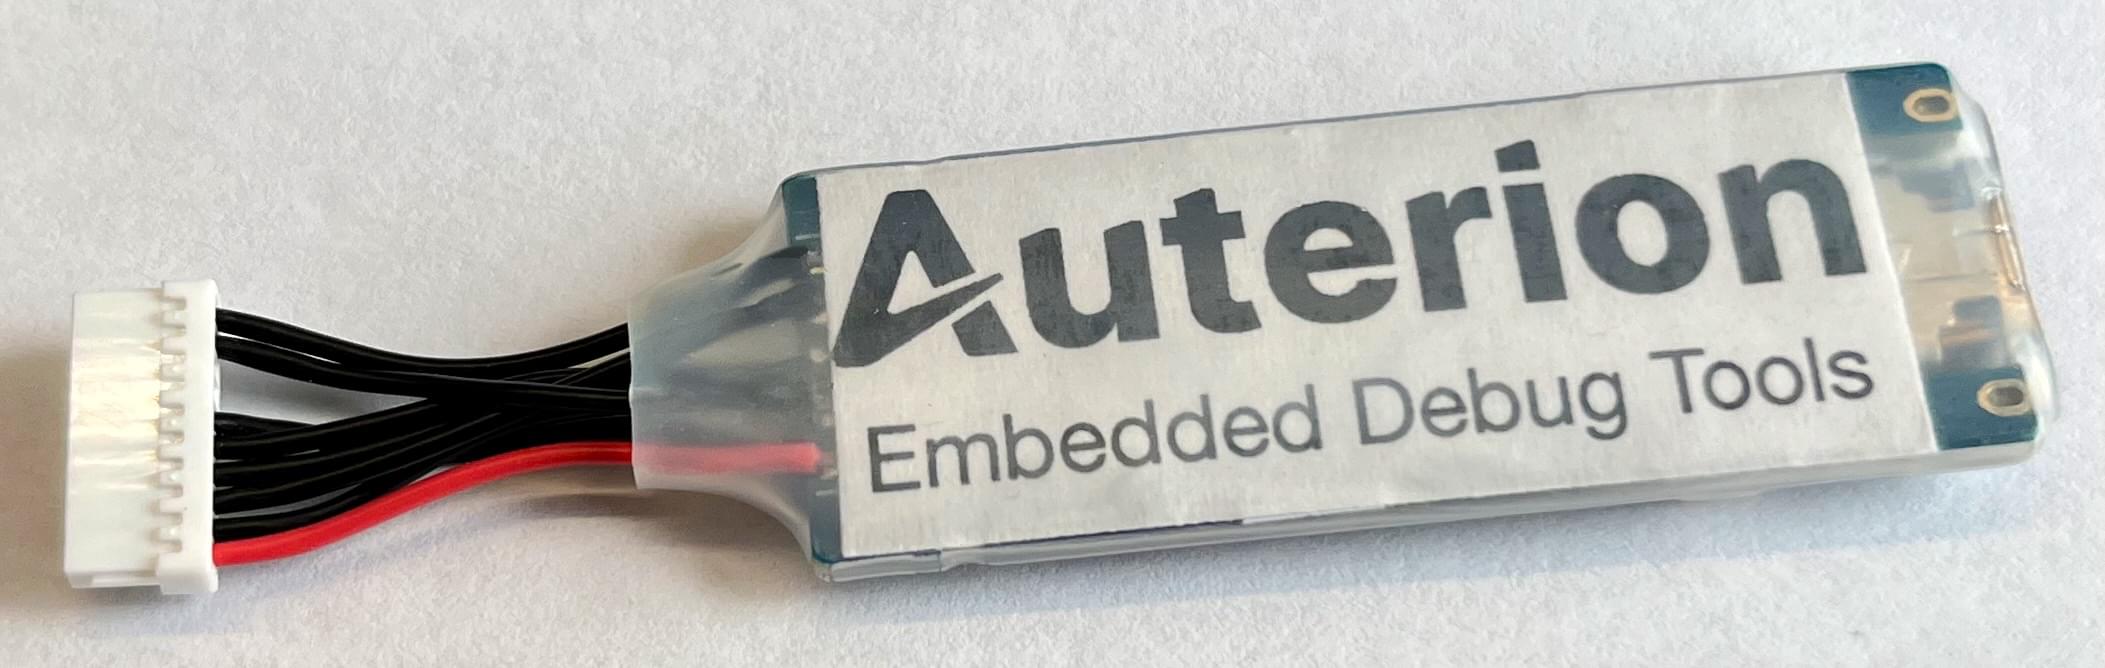 Auterion
Embedded Debug Tools